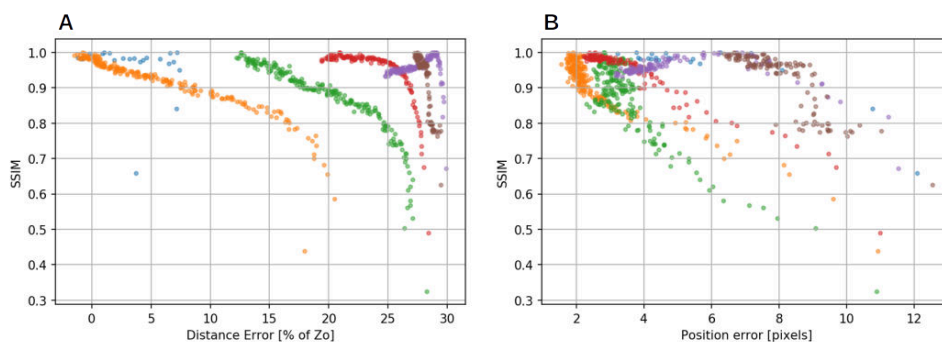 A
B
1.0
0.9
0.8
0.7
0.6
0.5
0.4
0.3
SSIM
0 5 10 15 20 25 30
Distance Error [% of Zo]
1.0
0.9
0.8
0.7
0.6
0.5
0.4
0.3
SSIM
2 4 6 8 10 12
Position error [pixels]